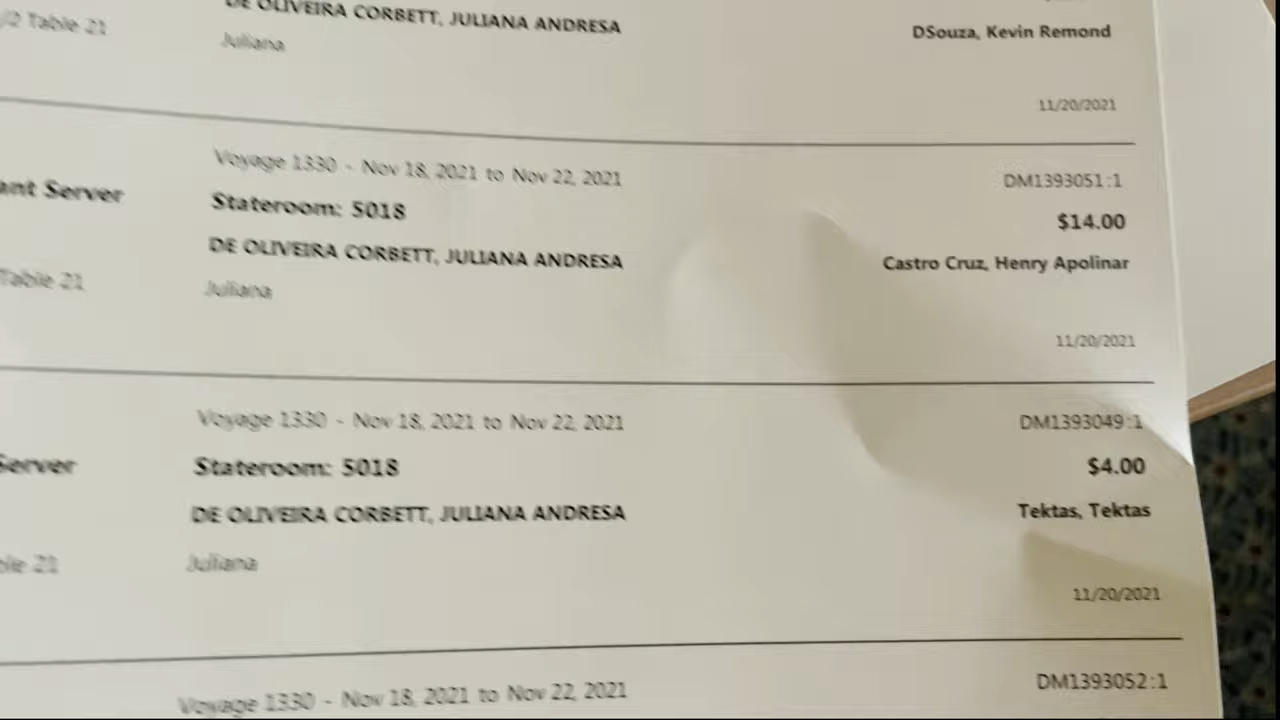 /2 Table 21
DE OLIVEIRA CORBETT, JULIANA ANDRESA
Juliana
DSouza, Kevin Remond
11/20/2021
Voyage 1330 - Nov 18, 2021 to Nov 22, 2021
DM1393051:1
ant Server
Stateroom: 5018
$14.00
DE OLIVEIRA CORBETT, JULIANA ANDRESA
Castro Cruz, Henry Apolinar
Table 21
Juliana
11/20/2021
Voyage 1330 - Nov 18, 2021 to Nov 22, 2021
DM1393049:1
Server
Stateroom: 5018
$4.00
DE OLIVEIRA CORBETT, JULIANA ANDRESA
Tektas, Tektas
ble 21
Juliana
11/20/2021
Voyage 1330 - Nov 18, 2021 to Nov 22, 2021
DM1393052:1